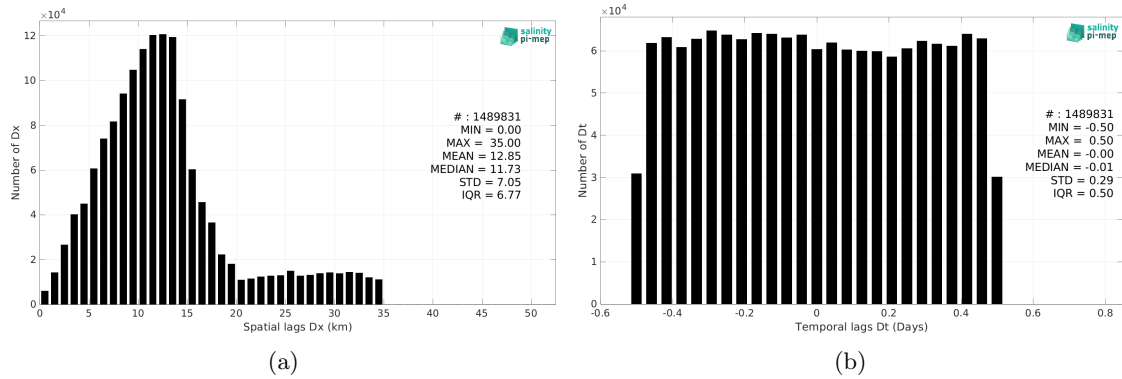 ×10⁴
12
10
8
6
4
2
0
Number of Dx
0 5 10 15 20 25 30 35 40 45 50
Spatial lags Dx (km)
salinity
pi-mep
# : 1489831
MIN = 0.00
MAX = 35.00
MEAN = 12.85
MEDIAN = 11.73
STD = 7.05
IQR = 6.77
(a)
×10⁴
6
5
4
3
2
1
0
Number of Dt
-0.6 -0.4 -0.2 0 0.2 0.4 0.6 0.8
Temporal lags Dt (Days)
salinity
pi-mep
# : 1489831
MIN = -0.50
MAX = 0.50
MEAN = -0.00
MEDIAN = -0.01
STD = 0.29
IQR = 0.50
(b)